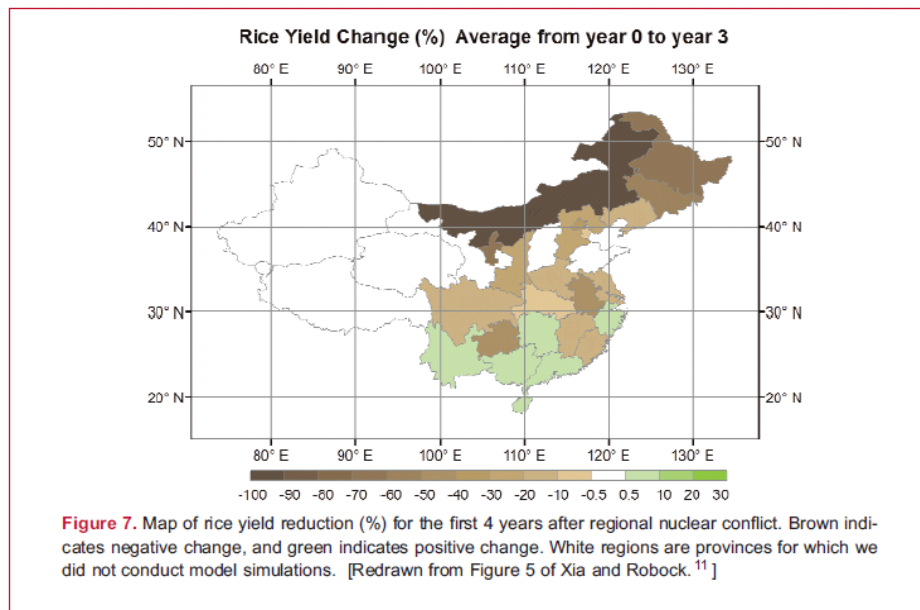 Rice Yield Change (%) Average from year 0 to year 3
80° E 90° E 100° E 110° E 120° E 130° E
50° N 50° N
40° N 40° N
30° N 30° N
20° N 20° N
80° E 90° E 100° E 110° E 120° E 130° E
-100 -90 -80 -70 -60 -50 -40 -30 -20 -10 -0.5 0.5 10 20 30
Figure 7. Map of rice yield reduction (%) for the first 4 years after regional nuclear conflict. Brown indi-
cates negative change, and green indicates positive change. White regions are provinces for which we
did not conduct model simulations. [Redrawn from Figure 5 of Xia and Robock.11]